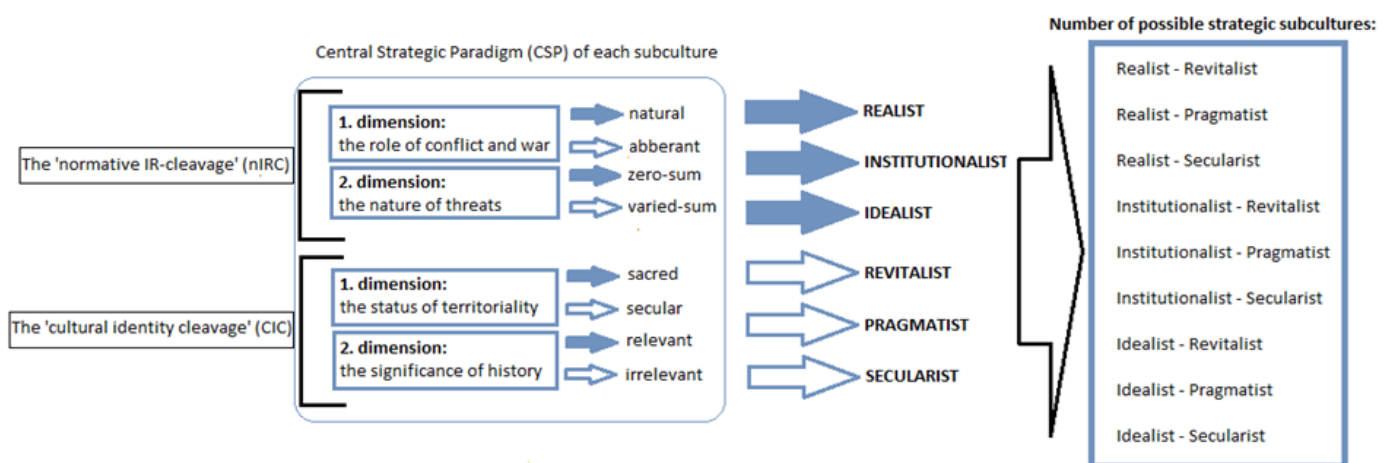 Number of possible strategic subcultures:
Central Strategic Paradigm (CSP) of each subculture
The 'normative IR-cleavage' (nIRC)
1. dimension:
the role of conflict and war
natural
abberant
2. dimension:
the nature of threats
zero-sum
varied-sum
The 'cultural identity cleavage' (CIC)
1. dimension:
the status of territoriality
sacred
secular
2. dimension:
the significance of history
relevant
irrelevant
REALIST
INSTITUTIONALIST
IDEALIST
REVITALIST
PRAGMATIST
SECULARIST
Realist - Revitalist
Realist - Pragmatist
Realist - Secularist
Institutionalist - Revitalist
Institutionalist - Pragmatist
Institutionalist - Secularist
Idealist - Revitalist
Idealist - Pragmatist
Idealist - Secularist